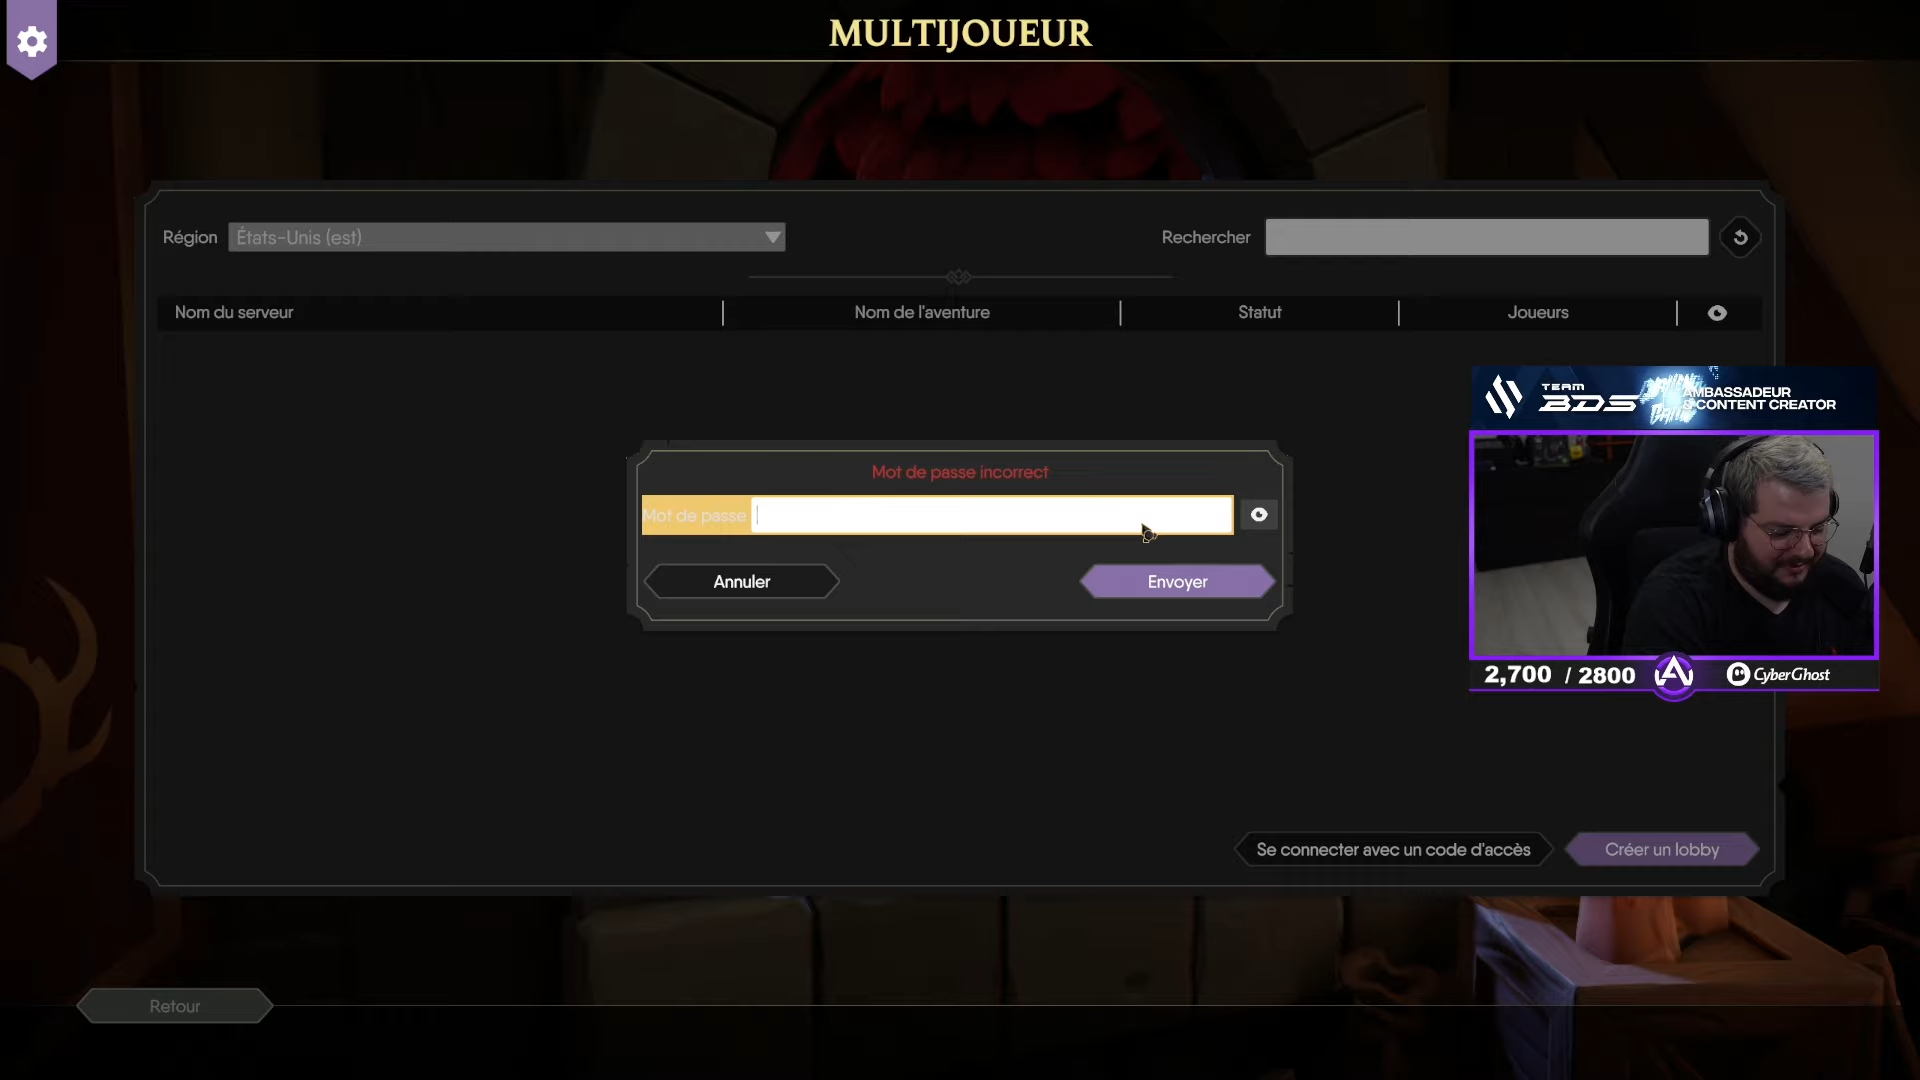 MULTIJOUEUR
Région
États-Unis (est)
Rechercher
Nom du serveur
Nom de l'aventure
Statut
Joueurs
TEAM
BDS
AMBASSADEUR
& CONTENT CREATOR
Mot de passe incorrect
Mot de passe
Annuler
Envoyer
2,700 / 2800
CyberGhost
Se connecter avec un code d'accès
Créer un lobby
Retour